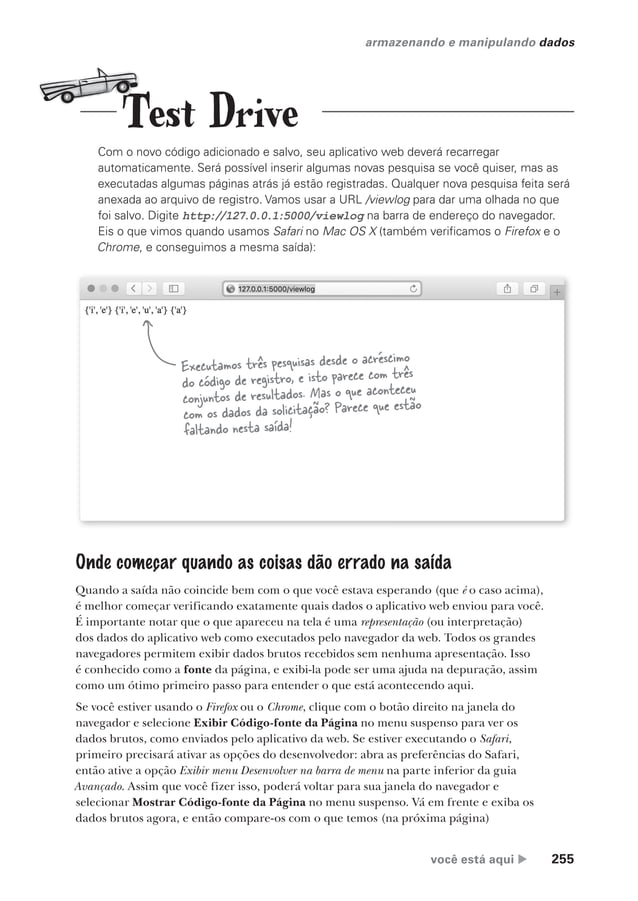 armazenando e manipulando dados
Test Drive
Com o novo código adicionado e salvo, seu aplicativo web deverá recarregar
automaticamente. Será possível inserir algumas novas pesquisa se você quiser, mas as
executadas algumas páginas atrás já estão registradas. Qualquer nova pesquisa feita será
anexada ao arquivo de registro. Vamos usar a URL /viewlog para dar uma olhada no que
foi salvo. Digite http://127.0.0.1:5000/viewlog na barra de endereço do navegador.
Eis o que vimos quando usamos Safari no Mac OS X (também verificamos o Firefox e o
Chrome, e conseguimos a mesma saída):
127.0.0.1:5000/viewlog
{'i', 'e'} {'i', 'e', 'u', 'a'} {'a'}
Executamos três pesquisas desde o acréscimo
do código de registro, e isto parece com três
conjuntos de resultados. Mas o que aconteceu
com os dados da solicitação? Parece que estão
faltando nesta saída!
Onde começar quando as coisas dão errado na saída
Quando a saída não coincide bem com o que você estava esperando (que é o caso acima),
é melhor começar verificando exatamente quais dados o aplicativo web enviou para você.
É importante notar que o que apareceu na tela é uma representação (ou interpretação)
dos dados do aplicativo web como executados pelo navegador da web. Todos os grandes
navegadores permitem exibir dados brutos recebidos sem nenhuma apresentação. Isso
é conhecido como a fonte da página, e exibi-la pode ser uma ajuda na depuração, assim
como um ótimo primeiro passo para entender o que está acontecendo aqui.
Se você estiver usando o Firefox ou o Chrome, clique com o botão direito na janela do
navegador e selecione Exibir Código-fonte da Página no menu suspenso para ver os
dados brutos, como enviados pelo aplicativo da web. Se estiver executando o Safari,
primeiro precisará ativar as opções do desenvolvedor: abra as preferências do Safari,
então ative a opção Exibir menu Desenvolver na barra de menu na parte inferior da guia
Avançado. Assim que você fizer isso, poderá voltar para sua janela do navegador e
selecionar Mostrar Código-fonte da Página no menu suspenso. Vá em frente e exiba os
dados brutos agora, e então compare-os com o que temos (na próxima página)
você está aqui ▶ 255